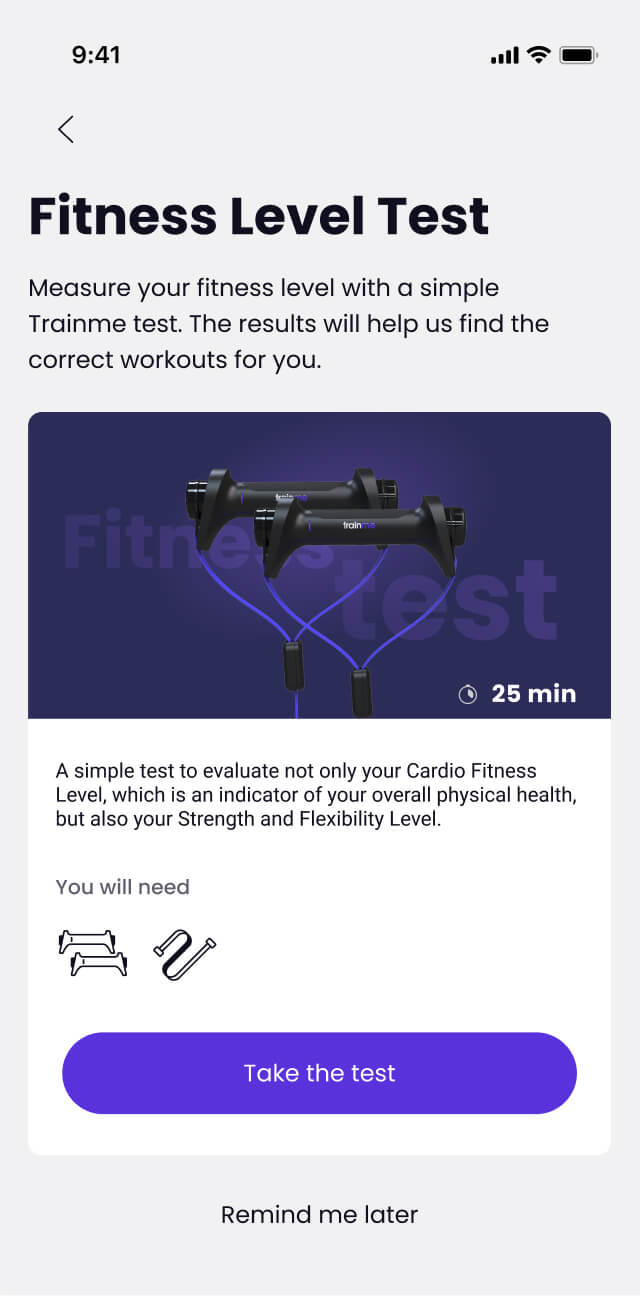 9:41
Fitness Level Test
Measure your fitness level with a simple
Trainme test. The results will help us find the
correct workouts for you.
Fitness
trainme
trainme
test
25 min
A simple test to evaluate not only your Cardio Fitness
Level, which is an indicator of your overall physical health,
but also your Strength and Flexibility Level.
You will need
Take the test
Remind me later